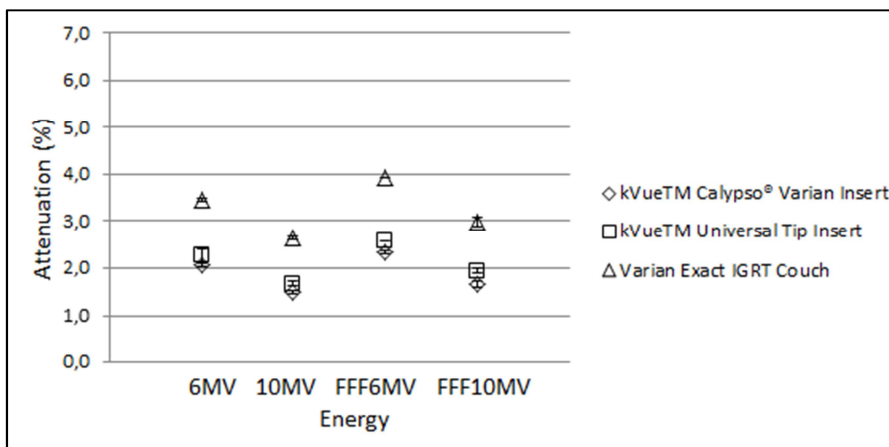 7,0
6,0
5,0
4,0
3,0
2,0
1,0
0,0
Attenuation (%)
6MV 10MV FFF6MV FFF10MV
Energy
kVueTM Calypso® Varian Insert
kVueTM Universal Tip Insert
Varian Exact IGRT Couch